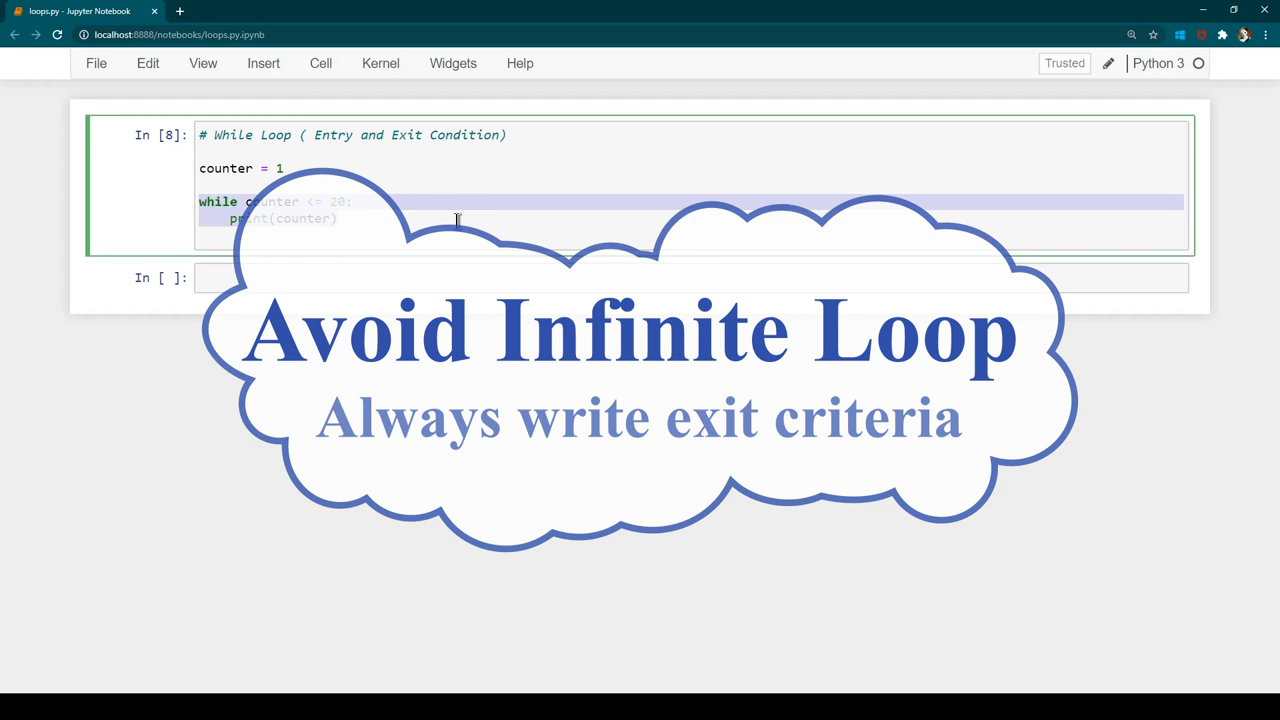 loops.py - Jupyter Notebook
localhost:8888/notebooks/loops.py.ipynb
File Edit View Insert Cell Kernel Widgets Help Trusted Python 3
In [8]: # While Loop ( Entry and Exit Condition)
counter = 1
while counter <= 20:
print(counter)
In [ ]:
Avoid Infinite Loop
Always write exit criteria